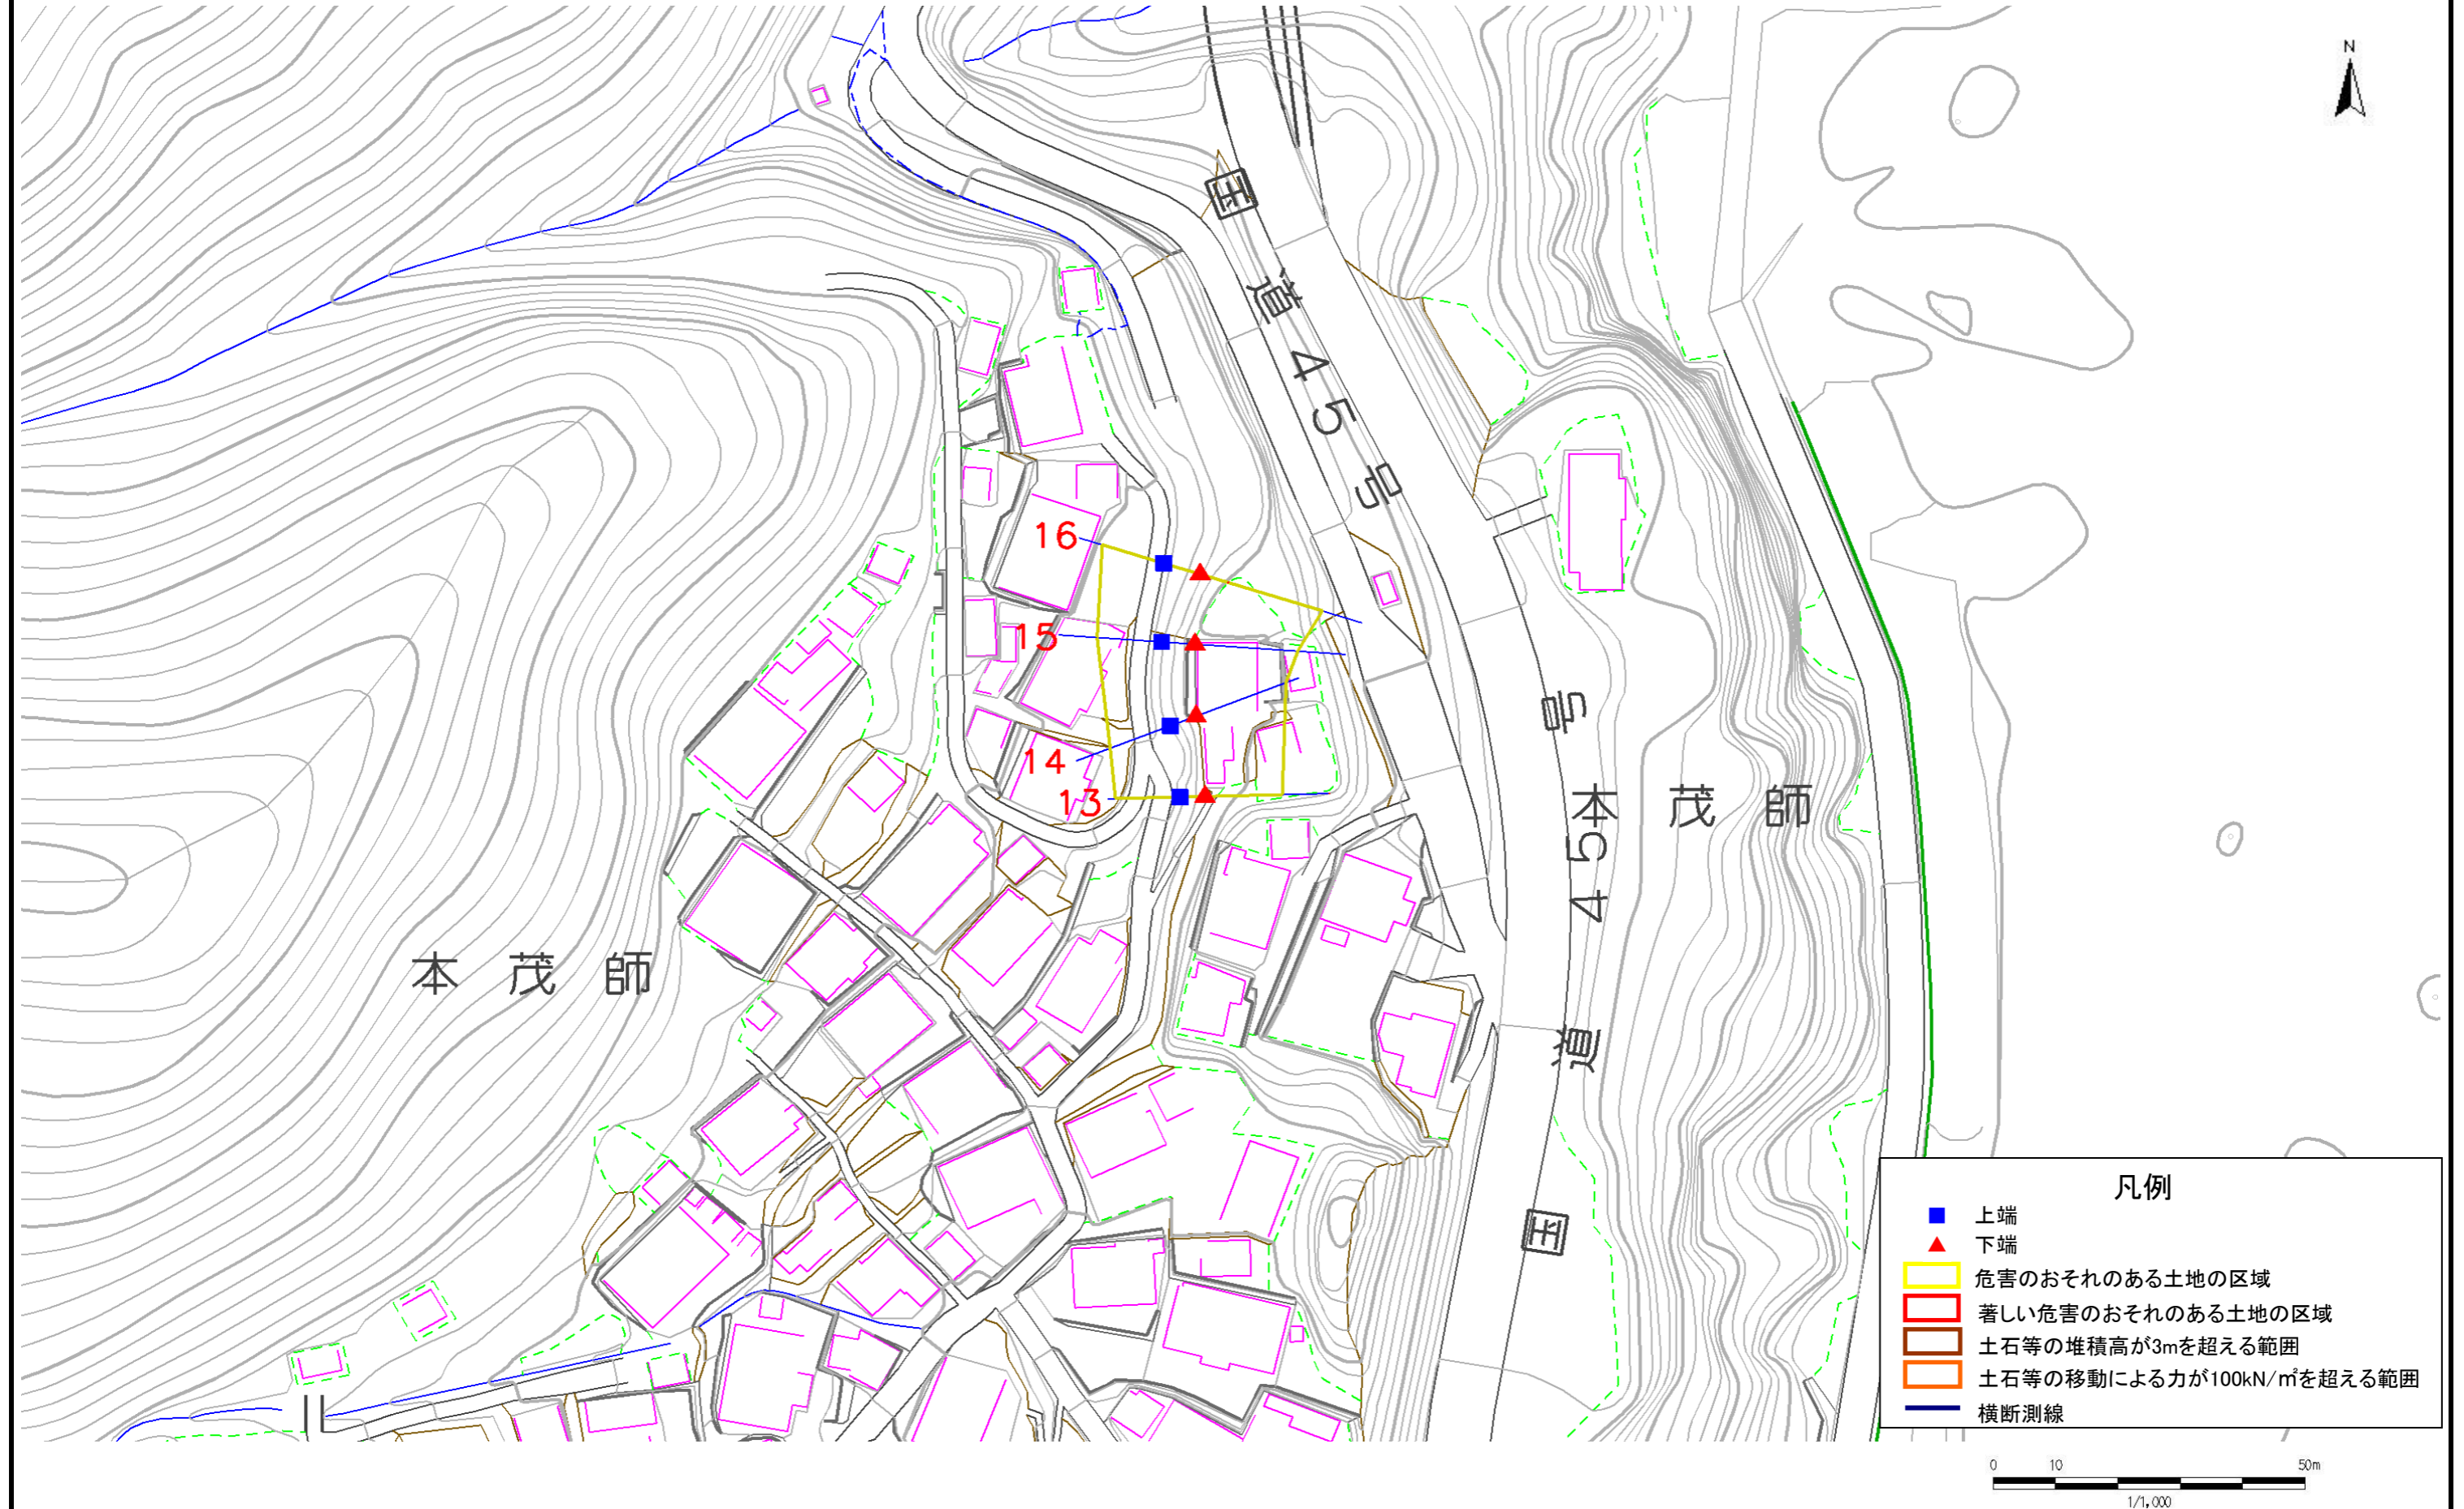 N
国道45号
16
15
14
13
号
本茂師
45
道
国
本茂師
凡例
上端
下端
危害のおそれのある土地の区域
著しい危害のおそれのある土地の区域
土石等の堆積高が3mを超える範囲
土石等の移動による力が100kN/㎡を超える範囲
横断測線
0 10 50m
1/1,000